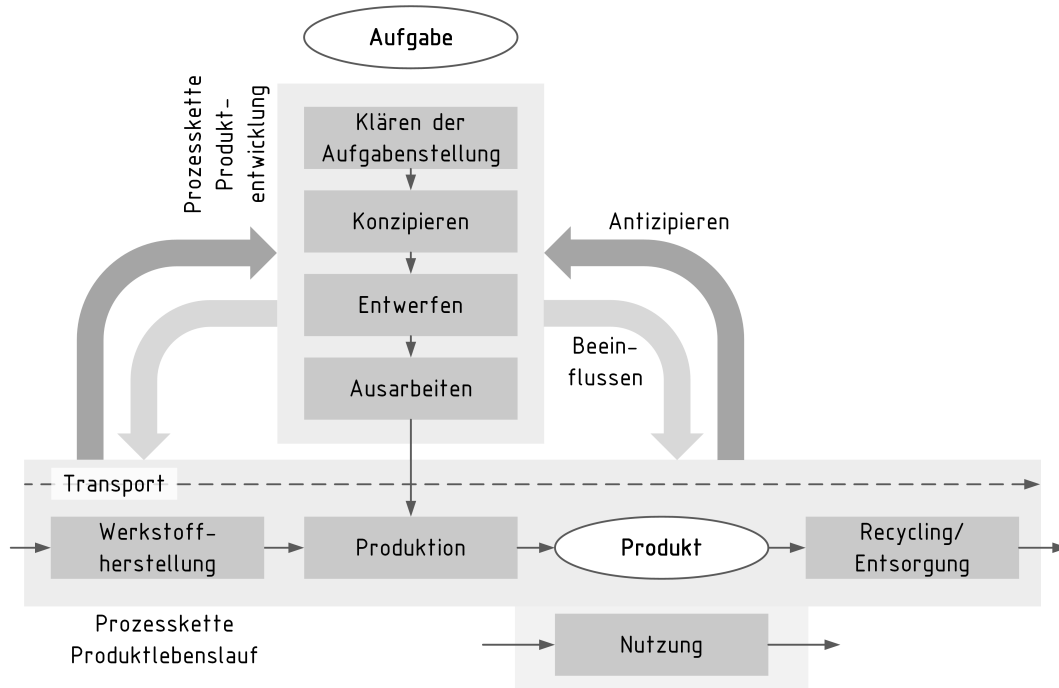 Aufgabe
Prozesskette
Produkt-
entwicklung
Klären der
Aufgabenstellung
Konzipieren
Antizipieren
Entwerfen
Beein-
flussen
Ausarbeiten
Transport
Werkstoff-
herstellung
Produktion
Produkt
Recycling/
Entsorgung
Prozesskette
Produktlebenslauf
Nutzung